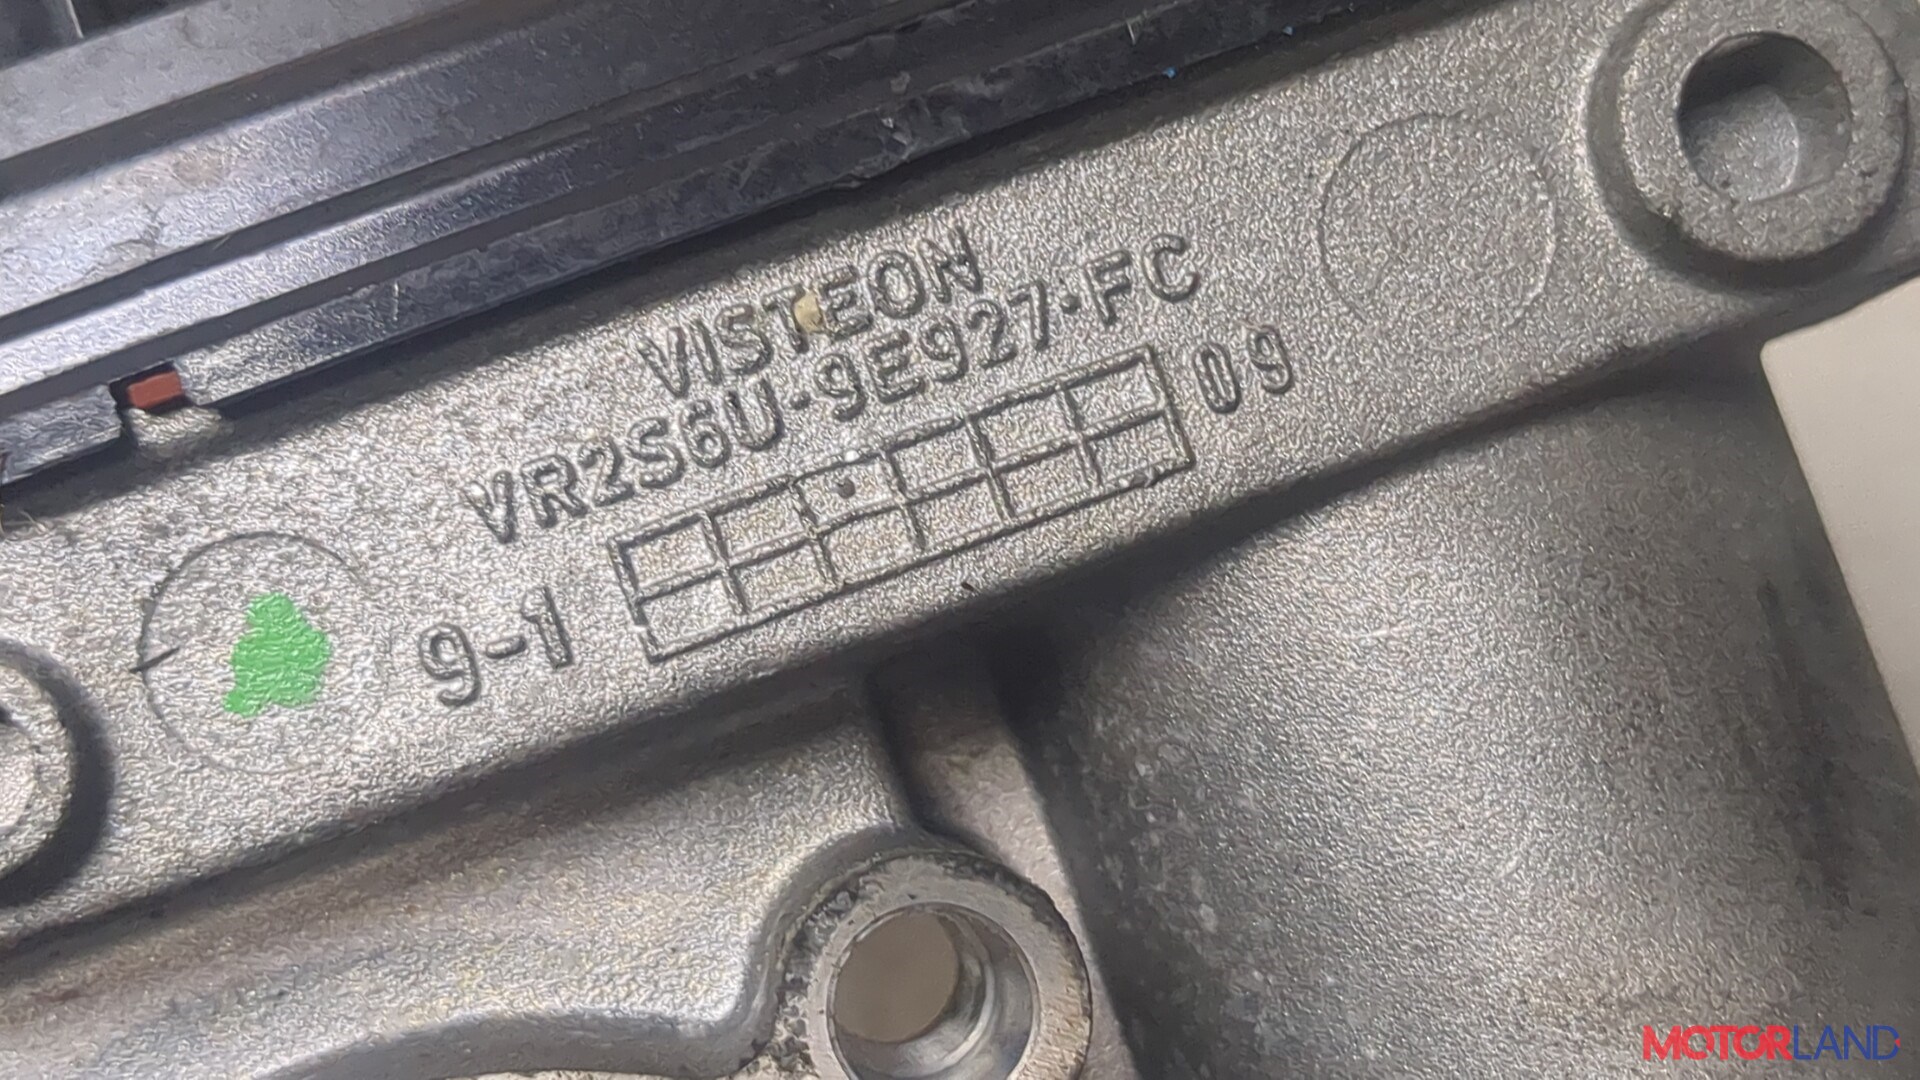 VISTEON
VR2S6U-9E927-FC
9-1
09
MOTORLAND